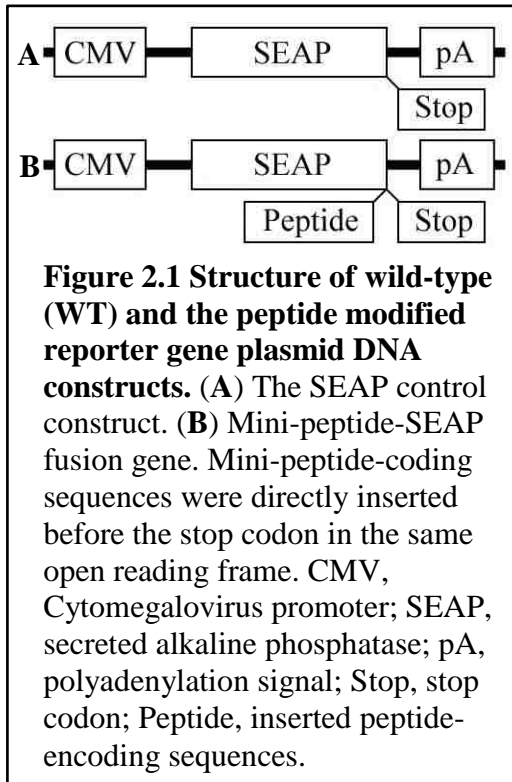 A CMV SEAP pA
Stop
B CMV SEAP pA
Peptide Stop
Figure 2.1 Structure of wild-type
(WT) and the peptide modified
reporter gene plasmid DNA
constructs. (A) The SEAP control
construct. (B) Mini-peptide-SEAP
fusion gene. Mini-peptide-coding
sequences were directly inserted
before the stop codon in the same
open reading frame. CMV,
Cytomegalovirus promoter; SEAP,
secreted alkaline phosphatase; pA,
polyadenylation signal; Stop, stop
codon; Peptide, inserted peptide-
encoding sequences.